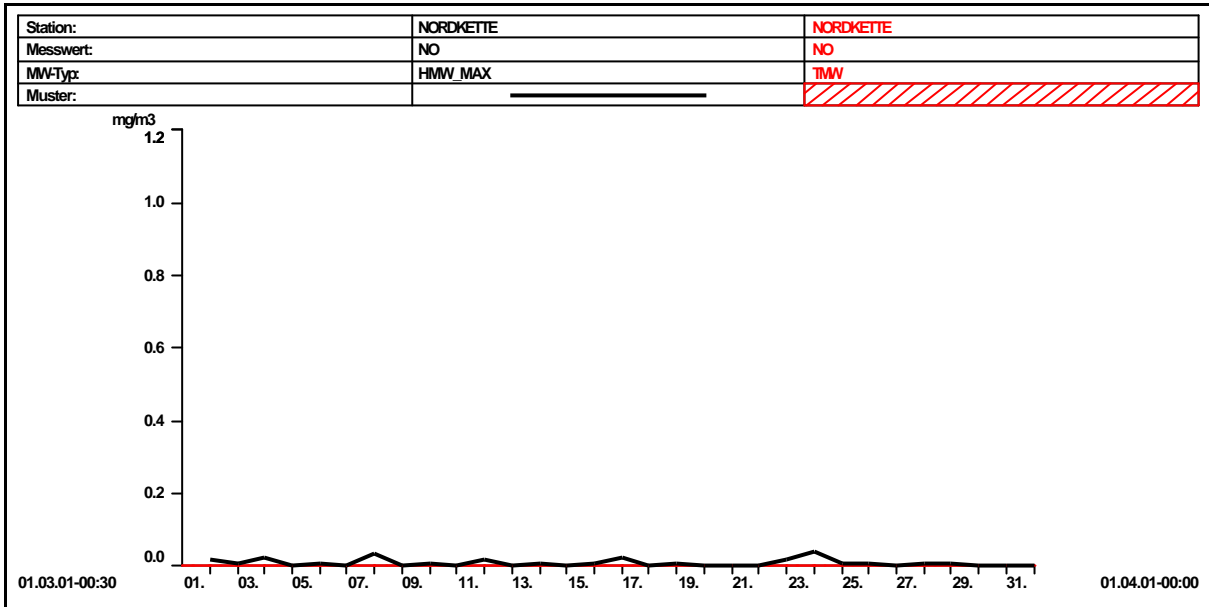 Station: NORDKETTE NORDKETTE
Messwert: NO NO
MW-Typ: HMW_MAX TMW
Muster:
mg/m3
1.2
1.0
0.8
0.6
0.4
0.2
0.0
01.03.01-00:30 01. 03. 05. 07. 09. 11. 13. 15. 17. 19. 21. 23. 25. 27. 29. 31. 01.04.01-00:00